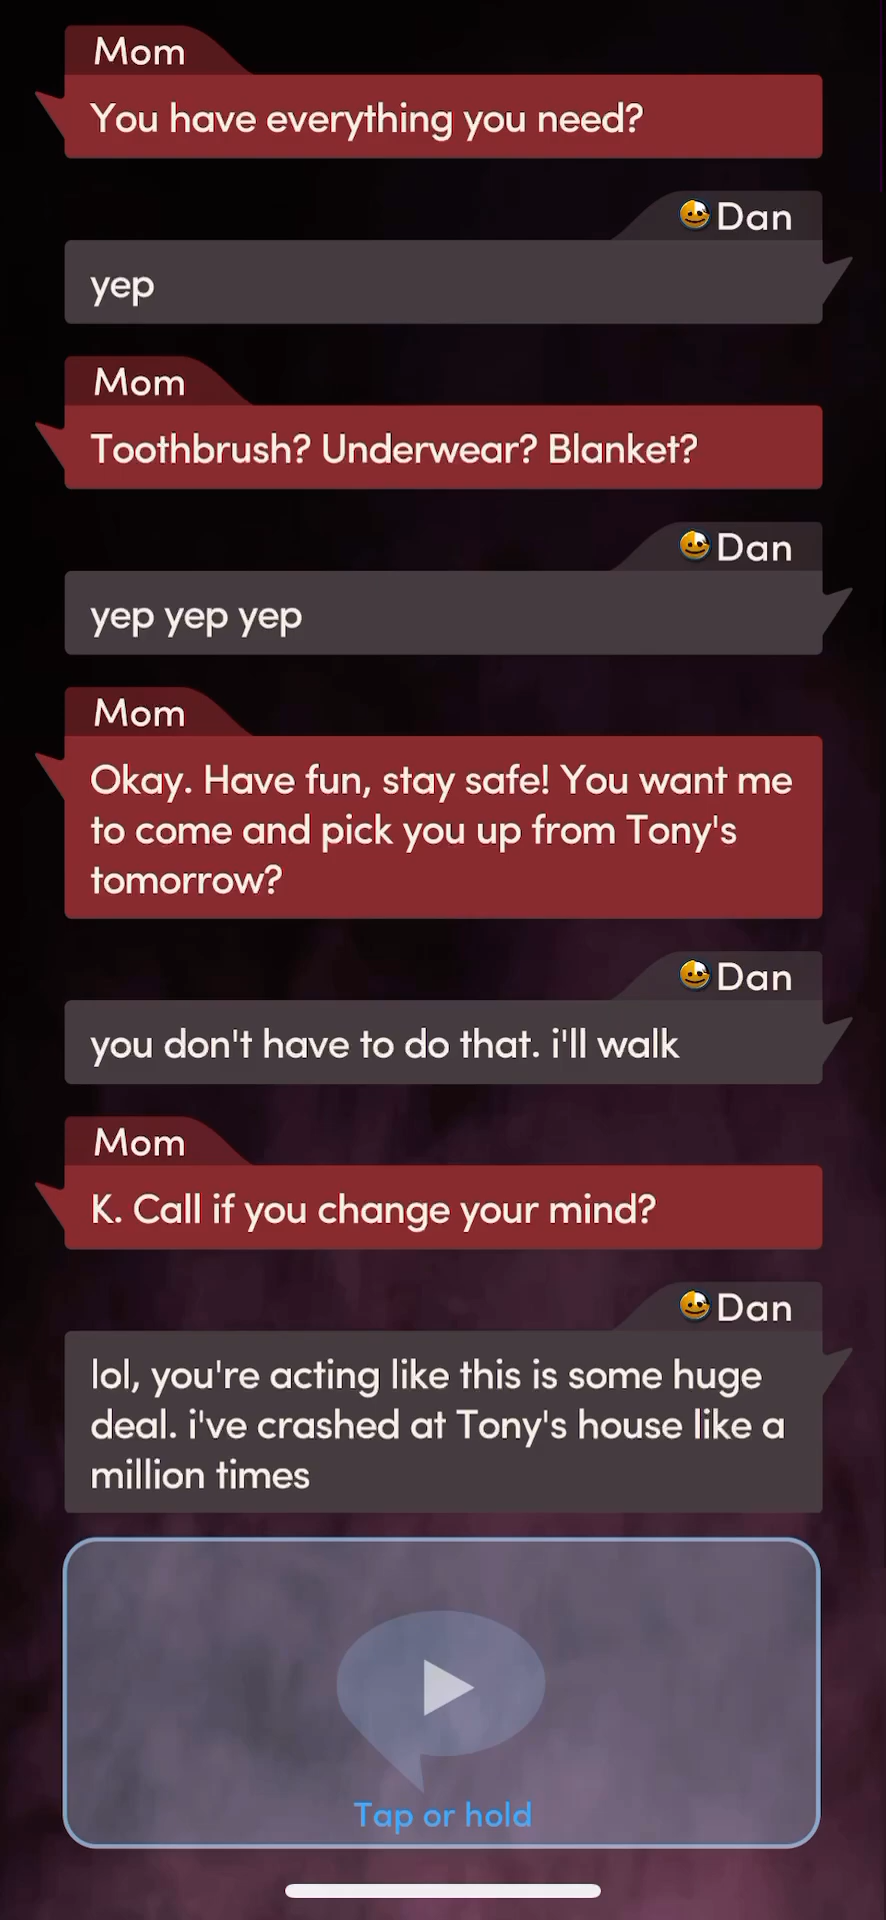 Mom
You have everything you need?
Dan
yep
Mom
Toothbrush? Underwear? Blanket?
Dan
yep yep yep
Mom
Okay. Have fun, stay safe! You want me
to come and pick you up from Tony's
tomorrow?
Dan
you don't have to do that. i'll walk
Mom
K. Call if you change your mind?
Dan
lol, you're acting like this is some huge
deal. i've crashed at Tony's house like a
million times
Tap or hold